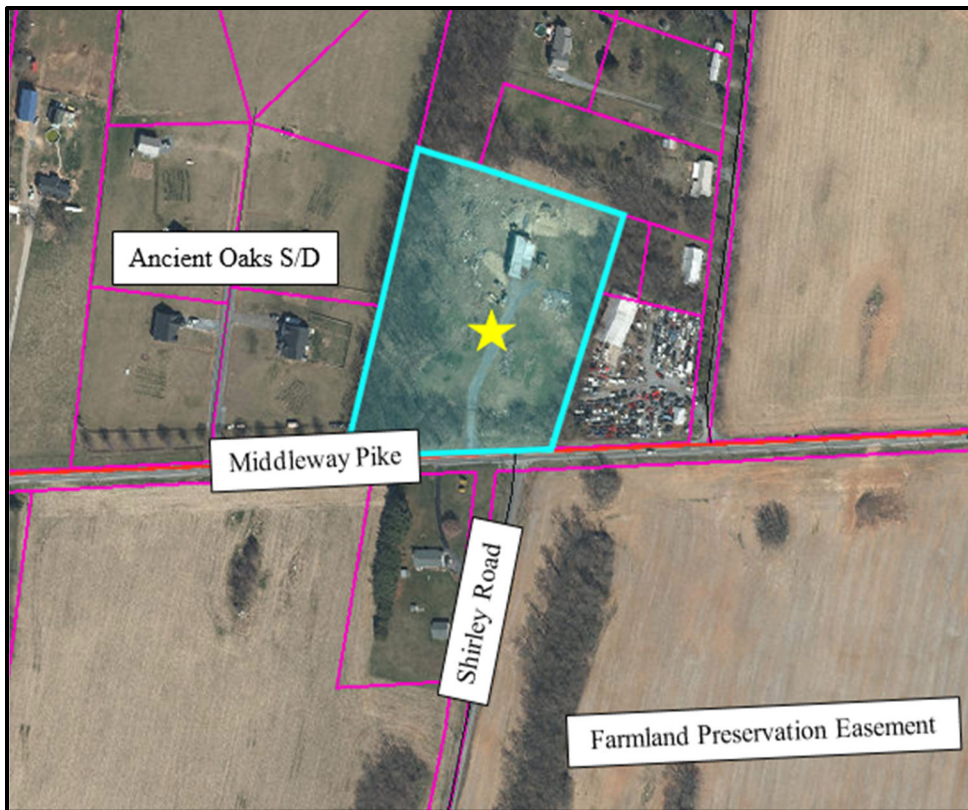 Ancient Oaks S/D
Middleway Pike
Shirley Road
Farmland Preservation Easement